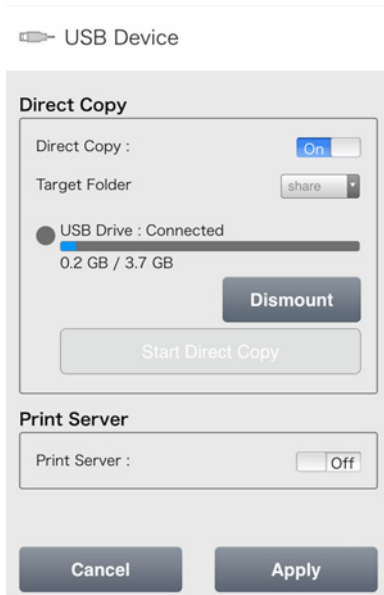 USB Device
Direct Copy
Direct Copy :
On
Target Folder
share
USB Drive : Connected
0.2 GB / 3.7 GB
Dismount
Start Direct Copy
Print Server
Print Server :
Off
Cancel
Apply